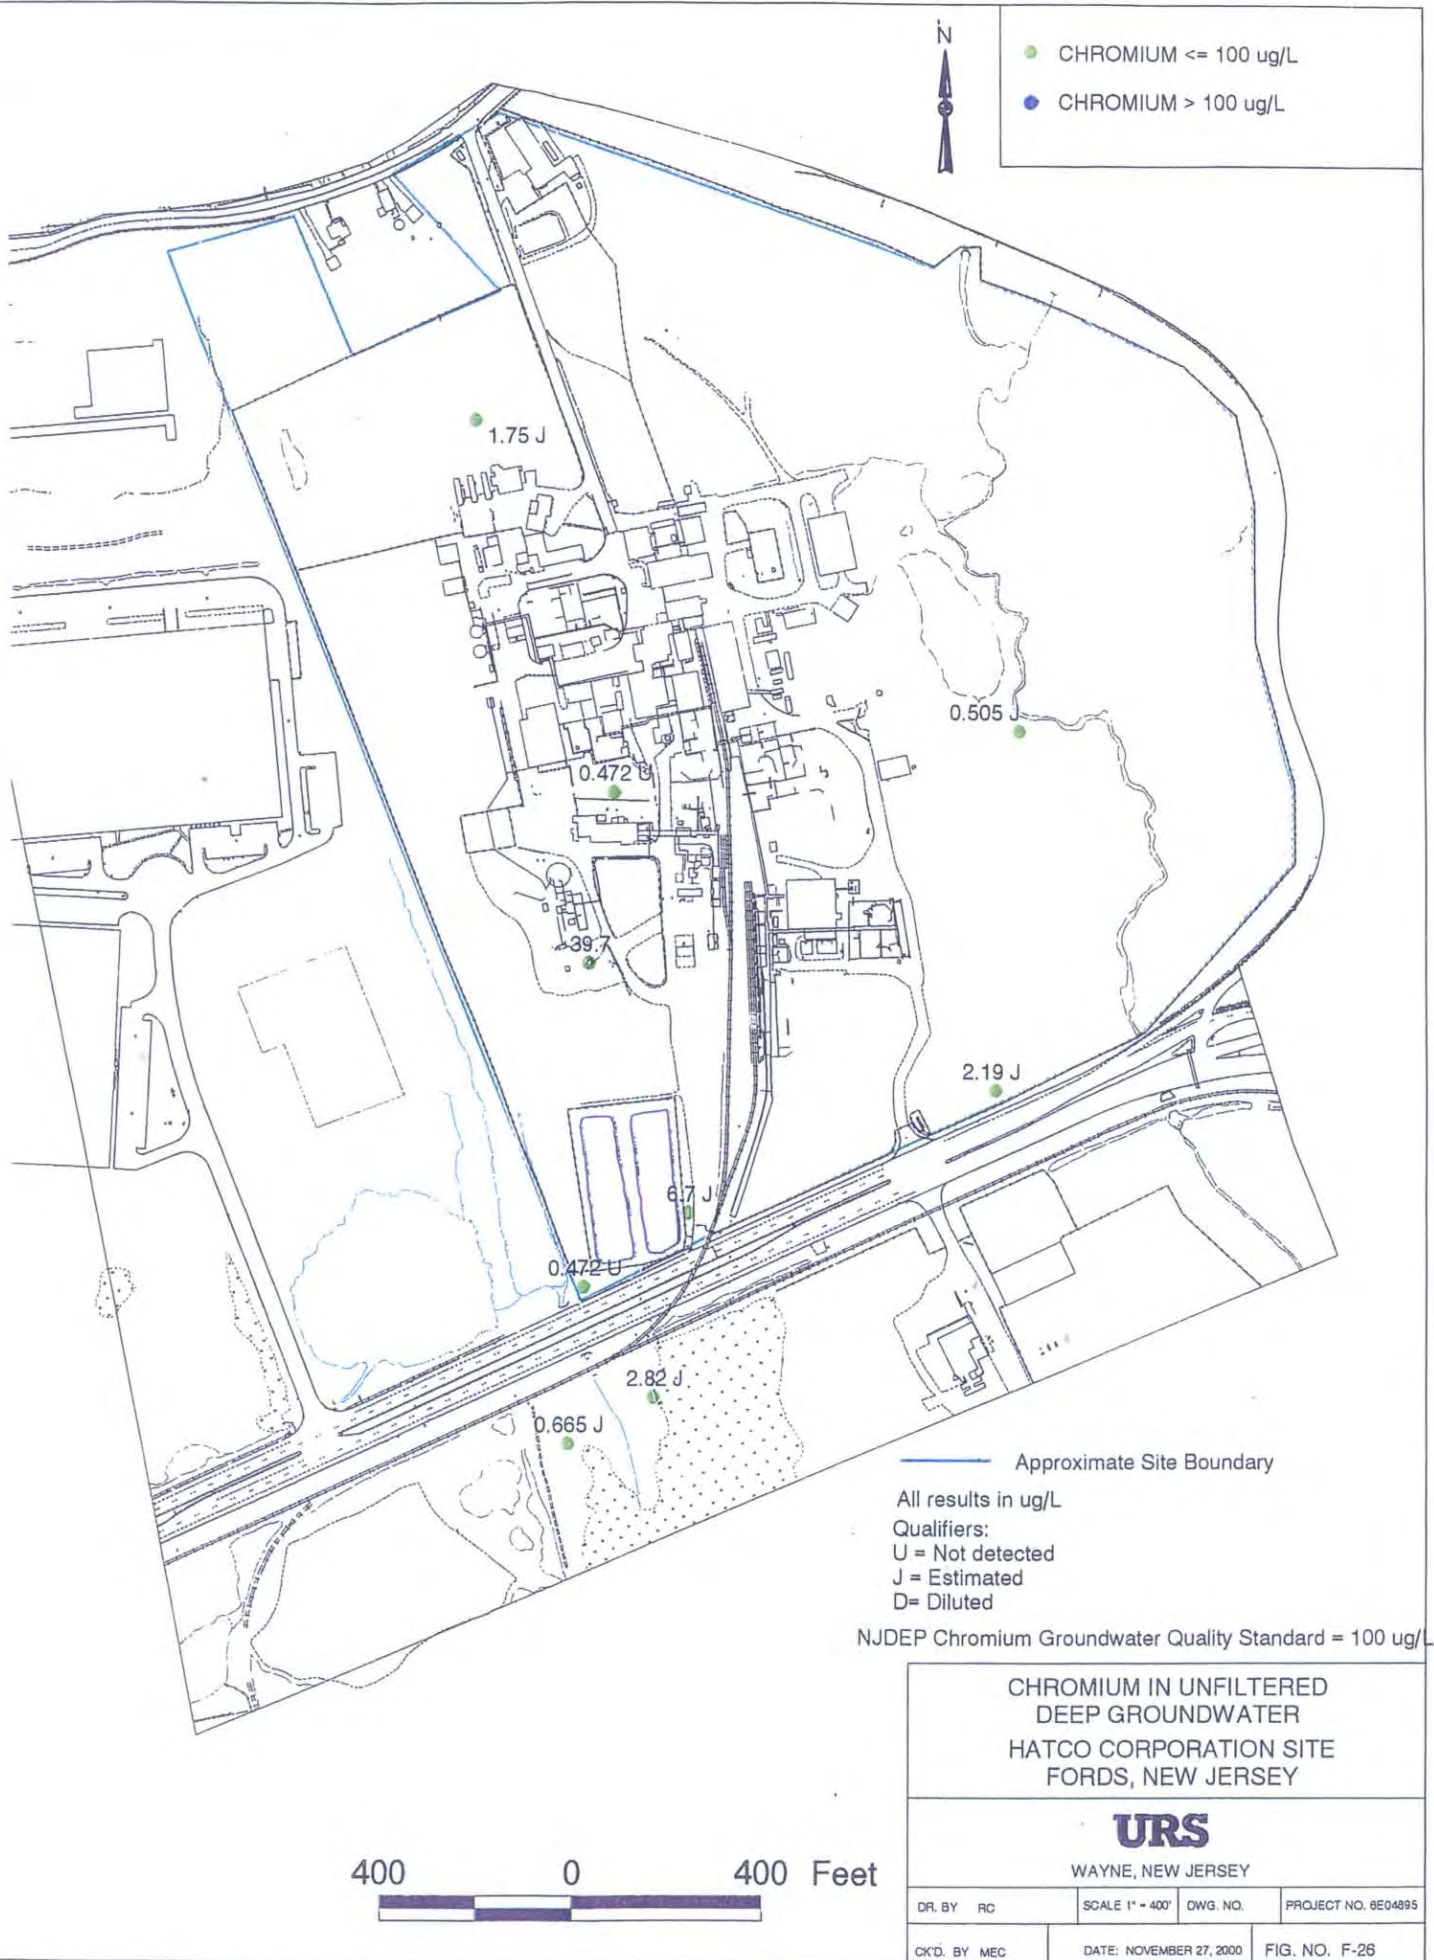 N
CHROMIUM <= 100 ug/L
CHROMIUM > 100 ug/L
1.75 J
0.505 J
0.472 U
39.7
2.19 J
6.7 J
0.472 U
2.82 J
0.665 J
Approximate Site Boundary
All results in ug/L
Qualifiers:
U = Not detected
J = Estimated
D= Diluted
NJDEP Chromium Groundwater Quality Standard = 100 ug/L
CHROMIUM IN UNFILTERED
DEEP GROUNDWATER
HATCO CORPORATION SITE
FORDS, NEW JERSEY
URS
WAYNE, NEW JERSEY
400 0 400 Feet
DR. BY RC SCALE 1" = 400' DWG. NO. PROJECT NO. 6E04895
CK'D. BY MEC DATE: NOVEMBER 27, 2000 FIG. NO. F-26